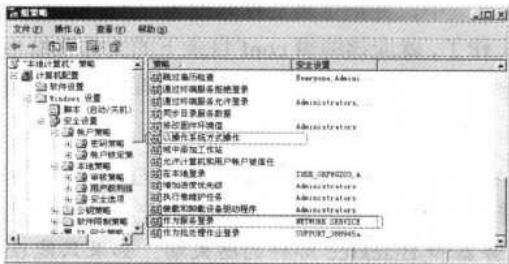 组策略
文件(F) 操作(A) 查看(V) 帮助(H)
"本地计算机" 策略
计算机配置
软件设置
Windows 设置
脚本 (启动/关机)
安全设置
帐户策略
密码策略
帐户锁定策
本地策略
审核策略
用户权利指
安全选项
公钥策略
软件限制策略
策略 安全设置
跳过遍历检查 Everyone,Admini
通过终端服务拒绝登录
通过终端服务允许登录 Administrators,
同步目录服务数据
修改固件环境值 Administrators
以操作系统方式操作
域中添加工作站
允许计算机和用户帐户被信任
在本地登录
增加进度优先级 Administrators
执行卷维护任务 Administrators
装载和卸载设备驱动程序 Administrators
作为服务登录 NETWORK SERVICE
作为批处理作业登录 SUPPORT_388945a